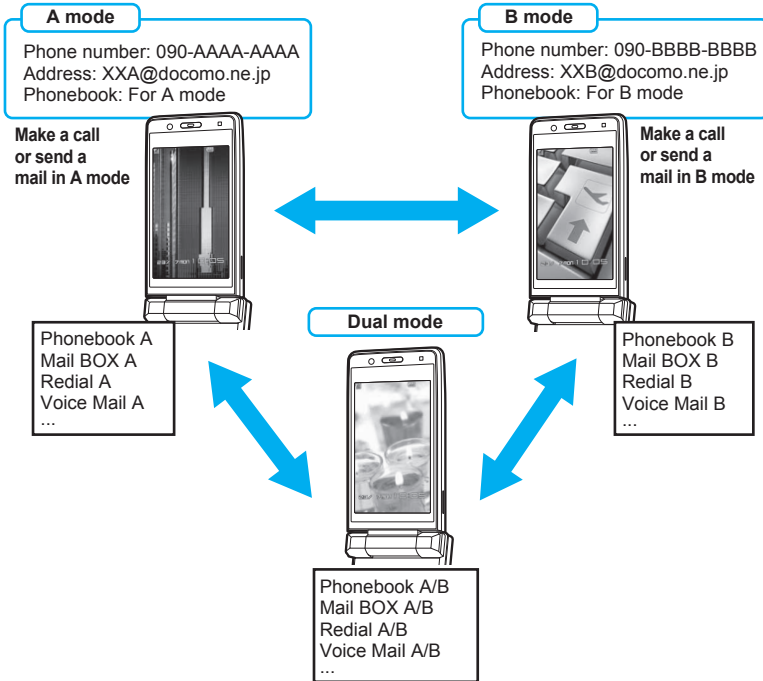 A mode
Phone number: 090-AAAA-AAAA
Address: XXA@docomo.ne.jp
Phonebook: For A mode
Make a call
or send a
mail in A mode
B mode
Phone number: 090-BBBB-BBBB
Address: XXB@docomo.ne.jp
Phonebook: For B mode
Make a call
or send a
mail in B mode
Phonebook A
Mail BOX A
Redial A
Voice Mail A
...
Dual mode
Phonebook B
Mail BOX B
Redial B
Voice Mail B
...
Phonebook A/B
Mail BOX A/B
Redial A/B
Voice Mail A/B
...